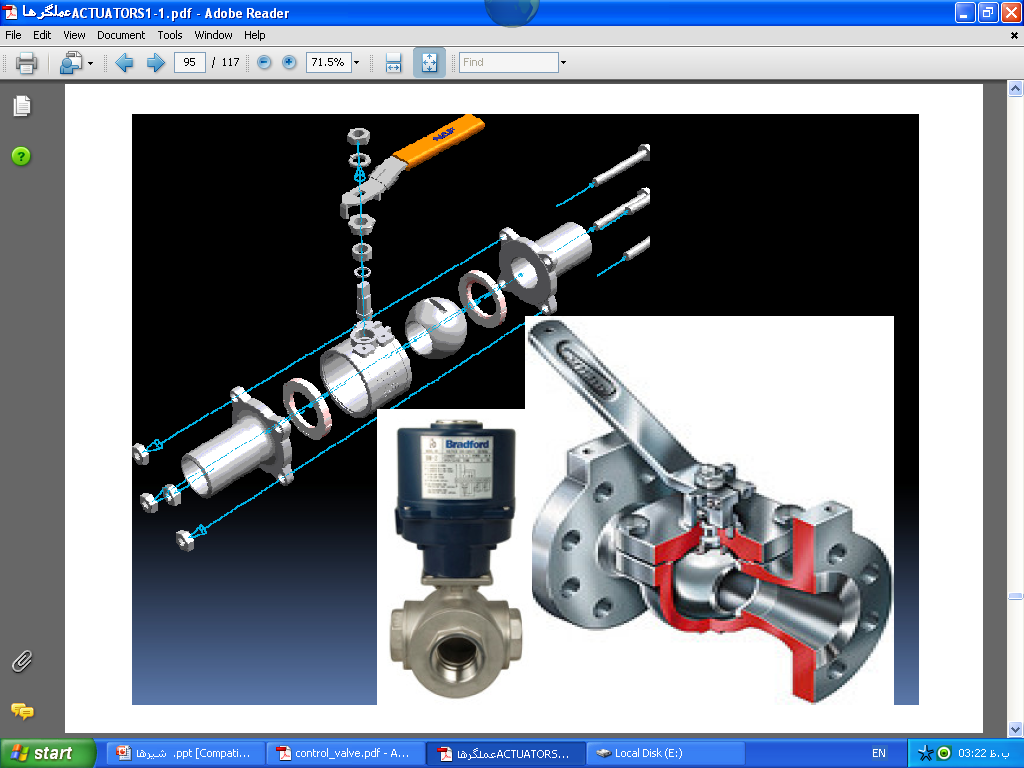 عملگرهاACTUATORS1-1.pdf - Adobe Reader
File Edit View Document Tools Window Help
95 / 117 71.5% Find
Bradford
start شیرها .ppt [Compati... control_valve.pdf - A... عملگرهاACTUATORS... Local Disk (E:) EN 03:22 ب.ظ